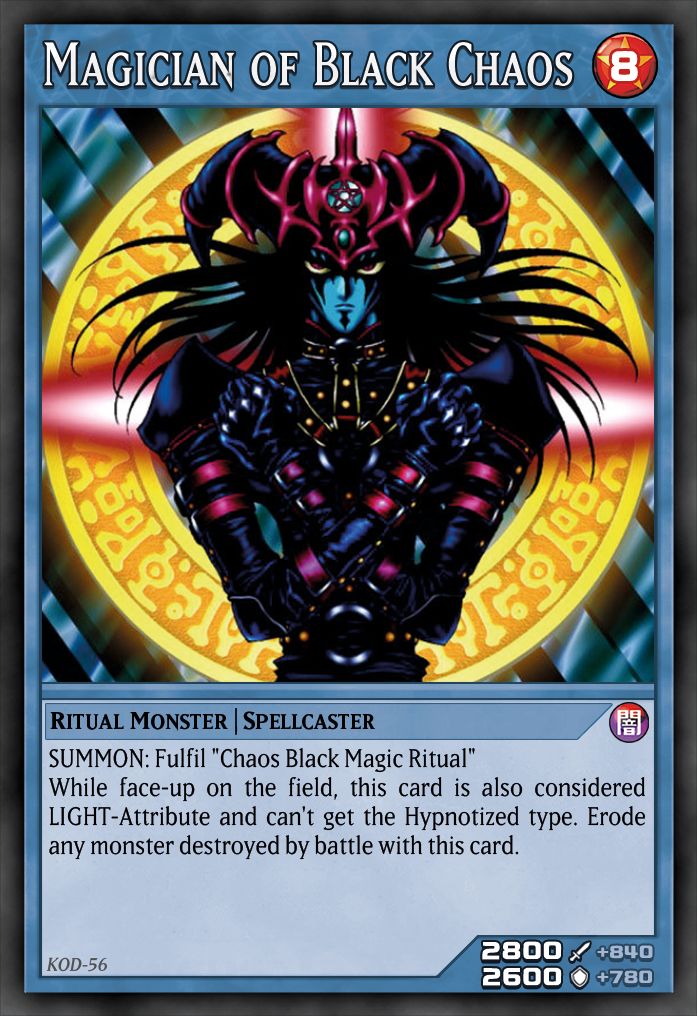 Magician of Black Chaos 8
Ritual Monster | Spellcaster 闇
SUMMON: Fulfil "Chaos Black Magic Ritual"
While face-up on the field, this card is also considered
LIGHT-Attribute and can't get the Hypnotized type. Erode
any monster destroyed by battle with this card.
2800 +840
KOD-56
2600 +780